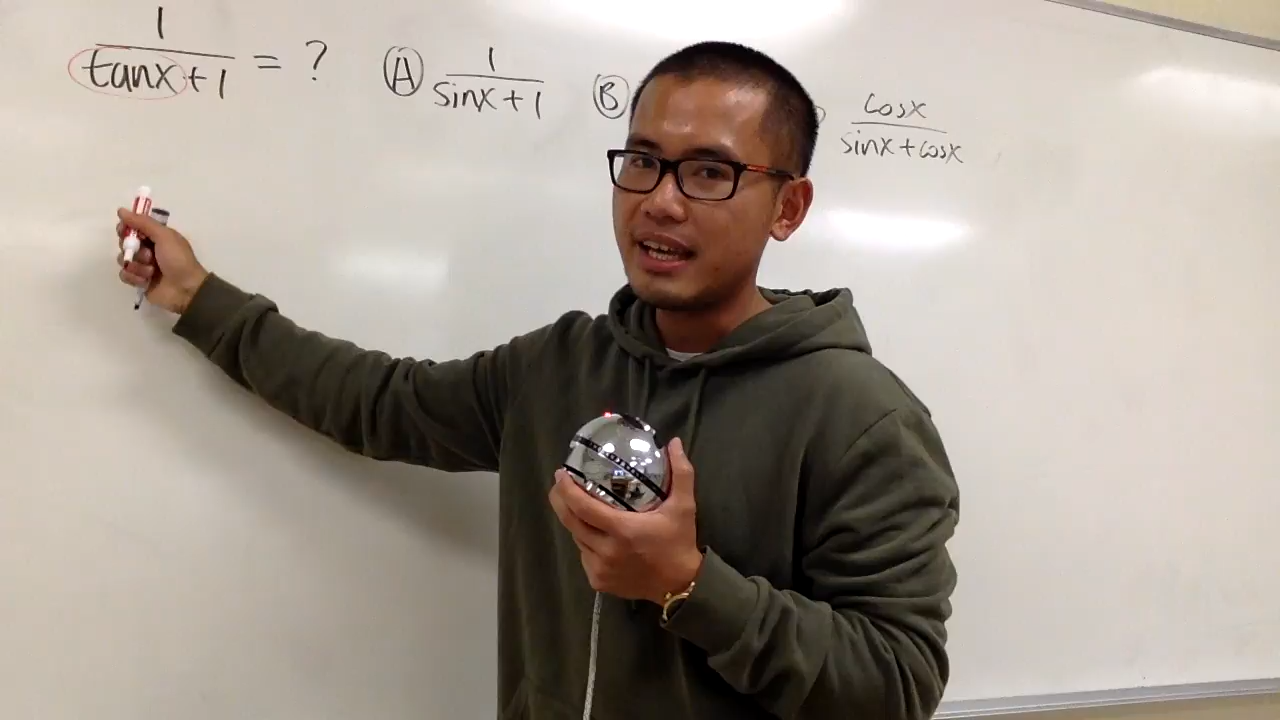 1/(tanx+1) = ?
Ⓐ 1/(sinx+1)
Ⓑ
cosx/(sinx+cosx)